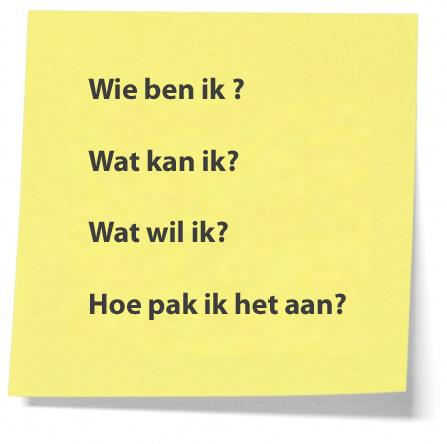 Wie ben ik ?
Wat kan ik?
Wat wil ik?
Hoe pak ik het aan?